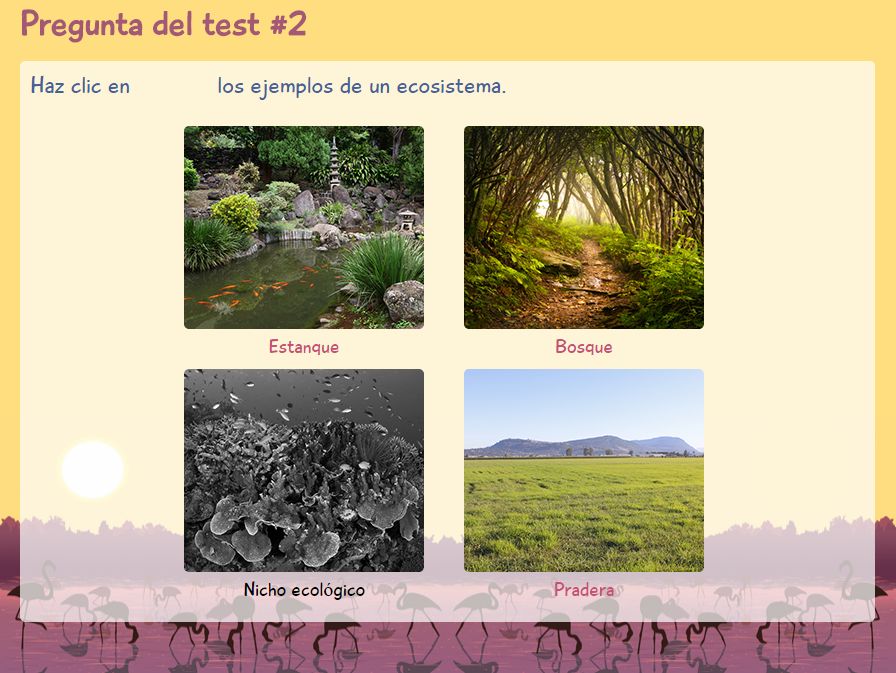 Pregunta del test #2
Haz clic en los ejemplos de un ecosistema.
Estanque
Bosque
Nicho ecológico
Pradera